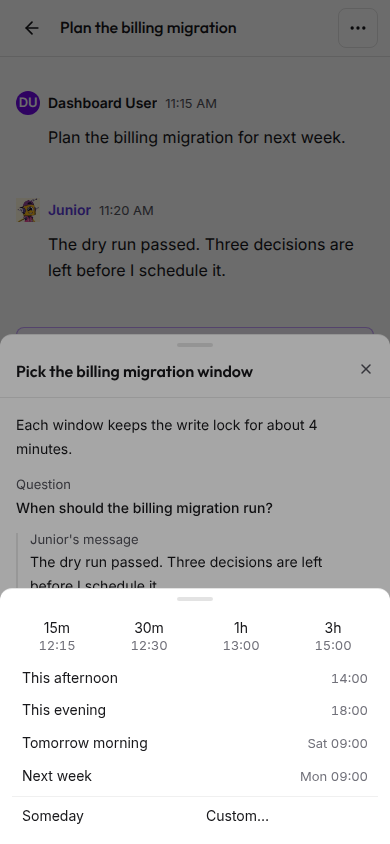 Plan the billing migration
DU Dashboard User 11:15 AM
Plan the billing migration for next week.
Junior 11:20 AM
The dry run passed. Three decisions are
left before I schedule it.
Pick the billing migration window
Each window keeps the write lock for about 4
minutes.
Question
When should the billing migration run?
Junior's message
The dry run passed. Three decisions are left
before I schedule it.
15m 30m 1h 3h
12:15 12:30 13:00 15:00
This afternoon 14:00
This evening 18:00
Tomorrow morning Sat 09:00
Next week Mon 09:00
Someday Custom...